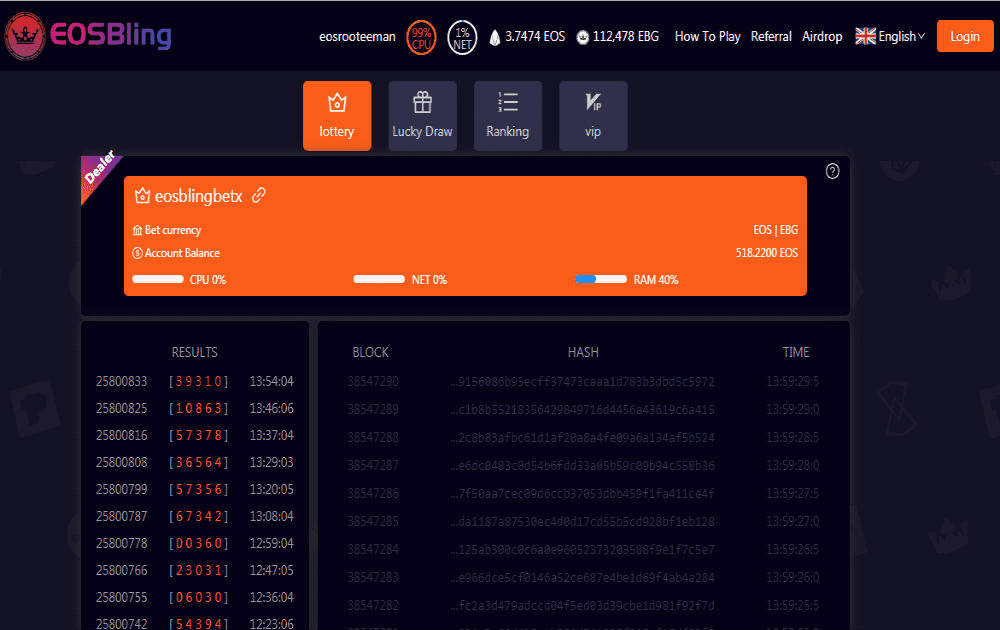 EOSBling
eosrooteeman 99% CPU 1% NET 3.7474 EOS 112,478 EBG How To Play Referral Airdrop English Login
lottery Lucky Draw Ranking vip
Dealer
eosblingbetx
Bet currency EOS | EBG
Account Balance 518.2200 EOS
CPU 0% NET 0% RAM 40%
RESULTS BLOCK HASH TIME
25800833 [ 3 9 3 1 0 ] 13:54:04
25800825 [ 1 0 8 6 3 ] 13:46:06
25800816 [ 5 7 3 7 8 ] 13:37:04
25800808 [ 3 6 5 6 4 ] 13:29:03
25800799 [ 5 7 3 5 6 ] 13:20:05
25800787 [ 6 7 3 4 2 ] 13:08:04
25800778 [ 0 0 3 6 0 ] 12:59:04
25800766 [ 2 3 0 3 1 ] 12:47:05
25800755 [ 0 6 0 3 0 ] 12:36:04
25800742 [ 5 4 3 9 4 ] 12:23:06
38547290 13:59:29:5
38547289 13:59:29:0
38547288 13:59:28:5
38547287 13:59:28:0
38547286 13:59:27:5
38547285 13:59:27:0
38547284 13:59:26:5
38547283 13:59:26:0
38547282 13:59:25:5